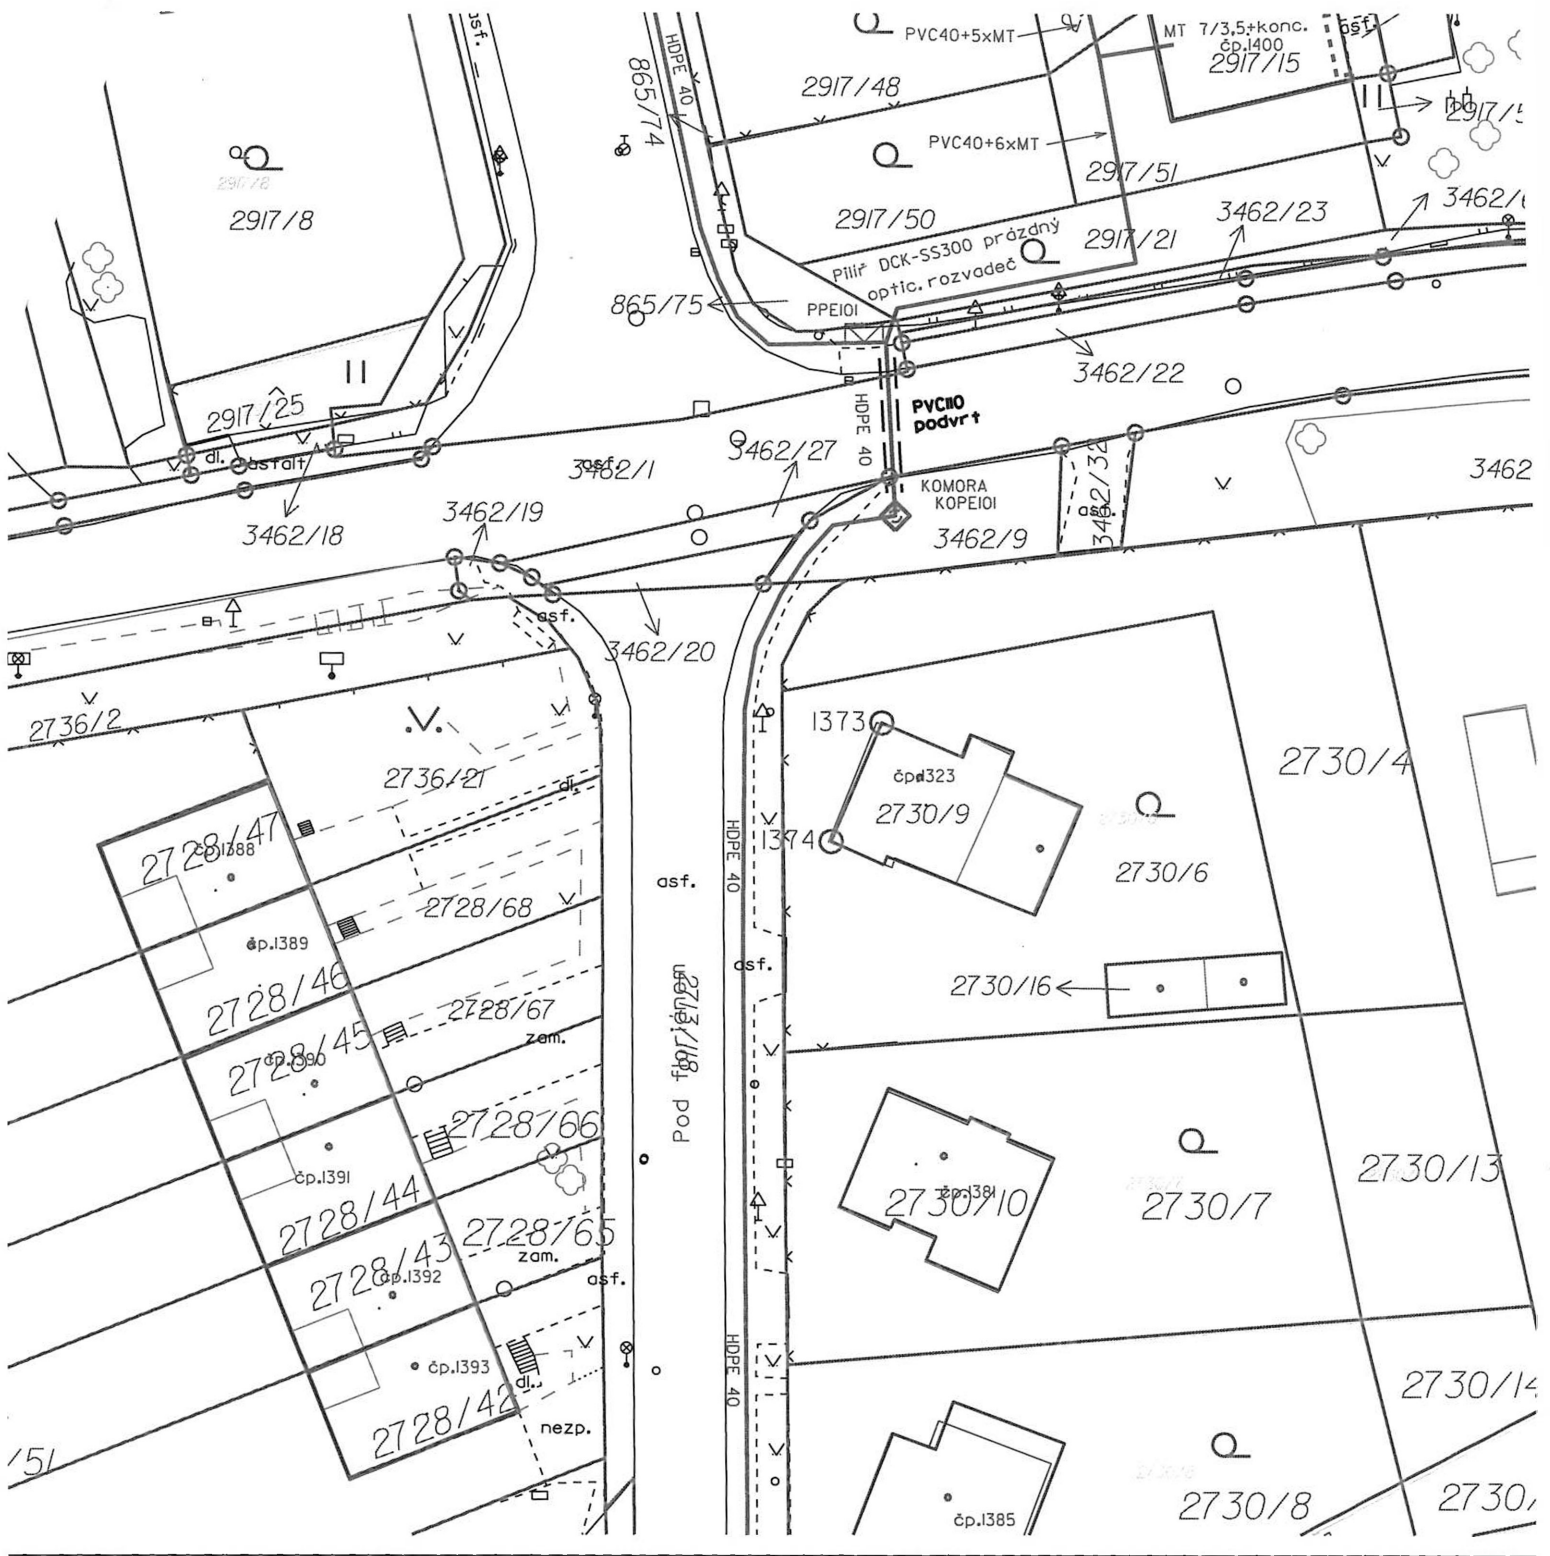 asf.
HDPE 40
865/74
PVC40+5xMT
MT 7/3,5+konc.
čp.1400
asf.
2917/15
2917/48
PVC40+6xMT
2917/51
2917/8
2917/50
2917/21
3462/23
Pilíř DCK-SS300 prázdný
optic.rozvaděč
865/75
PPE101
3462/22
2917/25
HDPE 40
PVC110
podvrt
dl.
asfalt
3462/1
asf.
3462/27
3462
3462/18
3462/19
KOMORA
KOPE101
3462/9
3462/32
asf.
asf.
3462/20
2736/2
1373
2730/4
2736/21
dl.
čp.1323
2730/9
2728/47
čp.1388
HDPE 40
1374
2730/6
asf.
2728/68
čp.1389
asf.
2728/46
2728/67
2730/16
zam.
2728/45
čp.1390
Pod floriánem
2713/118
2728/66
čp.1391
2728/44
2730/10
čp.1381
2730/7
2730/13
2728/65
zam.
2728/43
čp.1392
asf.
HDPE 40
čp.1393
dl.
2728/42
2730/14
nezp.
/51
čp.1385
2730/8
2730/